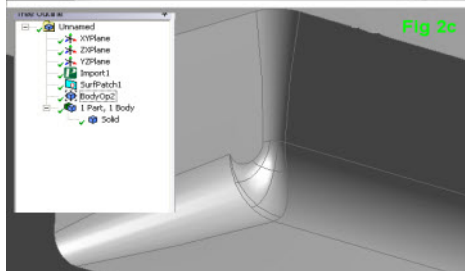 Tree Outline
Fig 2c
Unnamed
XYPlane
ZXPlane
YZPlane
Import1
SurfPatch1
BodyOp2
1 Part, 1 Body
Solid